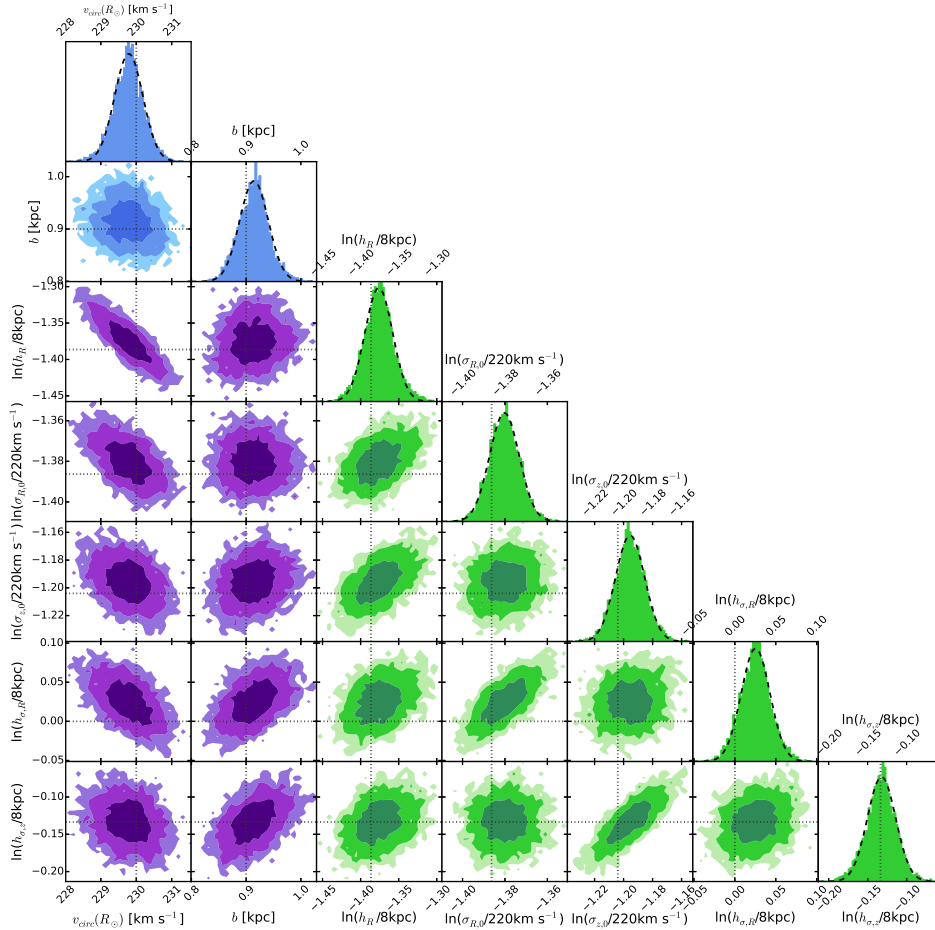 v_circ(R_⊙) [km s⁻¹]
228 229 230 231
b [kpc]
0.8 0.9 1.0
1.0
0.9
0.8
b [kpc]
ln(h_R/8kpc)
−1.45 −1.40 −1.35 −1.30
−1.30
−1.35
−1.40
−1.45
ln(h_R/8kpc)
ln(σ_R,0/220km s⁻¹)
−1.40 −1.38 −1.36
−1.36
−1.38
−1.40
ln(σ_R,0/220km s⁻¹)
ln(σ_z,0/220km s⁻¹)
−1.22 −1.20 −1.18 −1.16
−1.16
−1.18
−1.20
−1.22
ln(σ_z,0/220km s⁻¹)
ln(h_σ,R/8kpc)
−0.05 0.00 0.05 0.10
0.10
0.05
0.00
−0.05
ln(h_σ,R/8kpc)
ln(h_σ,z/8kpc)
−0.20 −0.15 −0.10
−0.10
−0.15
−0.20
ln(h_σ,z/8kpc)
228 229 230 231 0.8 0.9 1.0 −1.45 −1.40 −1.35 −1.30 −1.40 −1.38 −1.36 −1.22 −1.20 −1.18 −1.16 −0.05 0.00 0.05 0.10 −0.20 −0.15 −0.10
v_circ(R_⊙) [km s⁻¹] b [kpc] ln(h_R/8kpc) ln(σ_R,0/220km s⁻¹) ln(σ_z,0/220km s⁻¹) ln(h_σ,R/8kpc) ln(h_σ,z/8kpc)